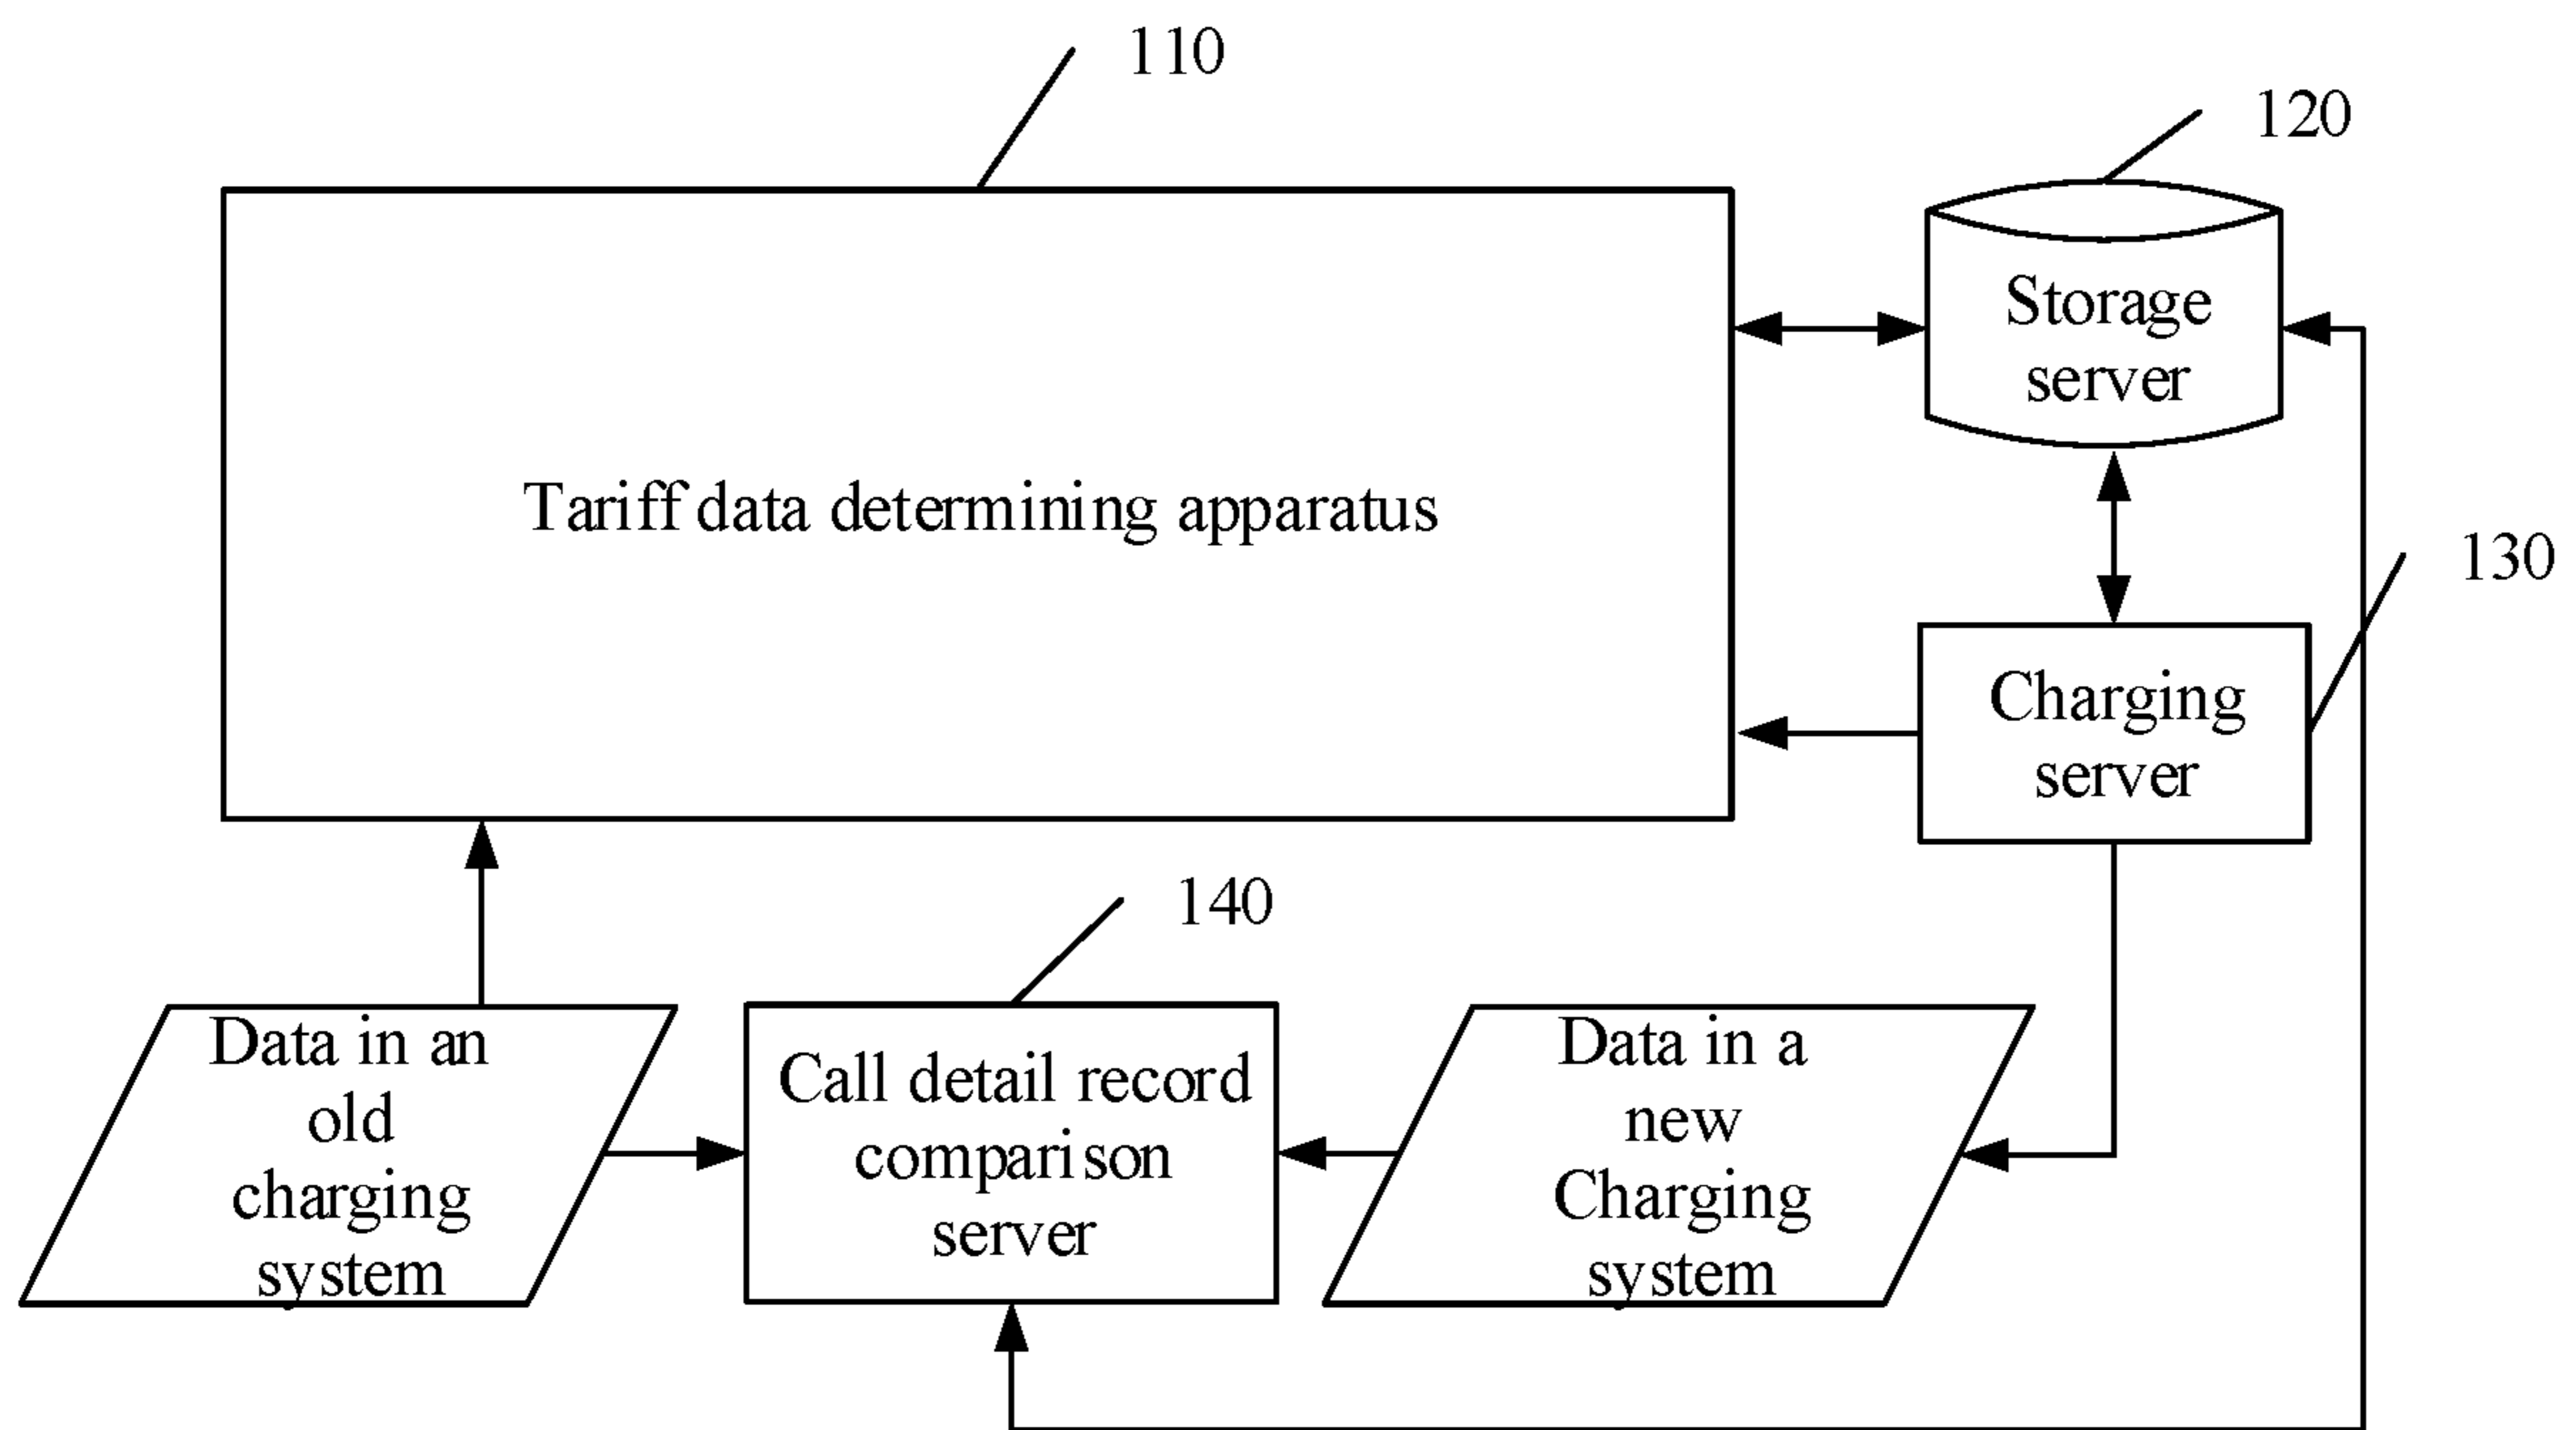 110
120
Storage
server
Tariff data determining apparatus
130
Charging
server
140
Data in an
old
charging
system
Call detail record
comparison
server
Data in a
new
Charging
system